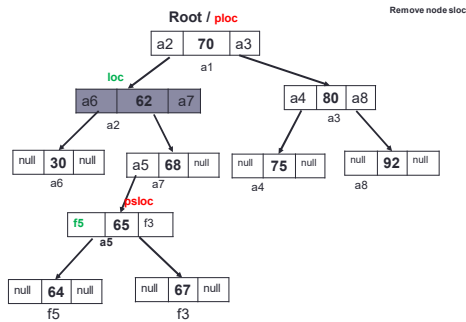 Remove node sloc
Root / ploc
a2 70 a3
a1
loc
a6 62 a7
a2
a4 80 a8
a3
null 30 null
a6
a5 68 null
a7
null 75 null
a4
null 92 null
a8
psloc
f5 65 f3
a5
null 64 null
f5
null 67 null
f3